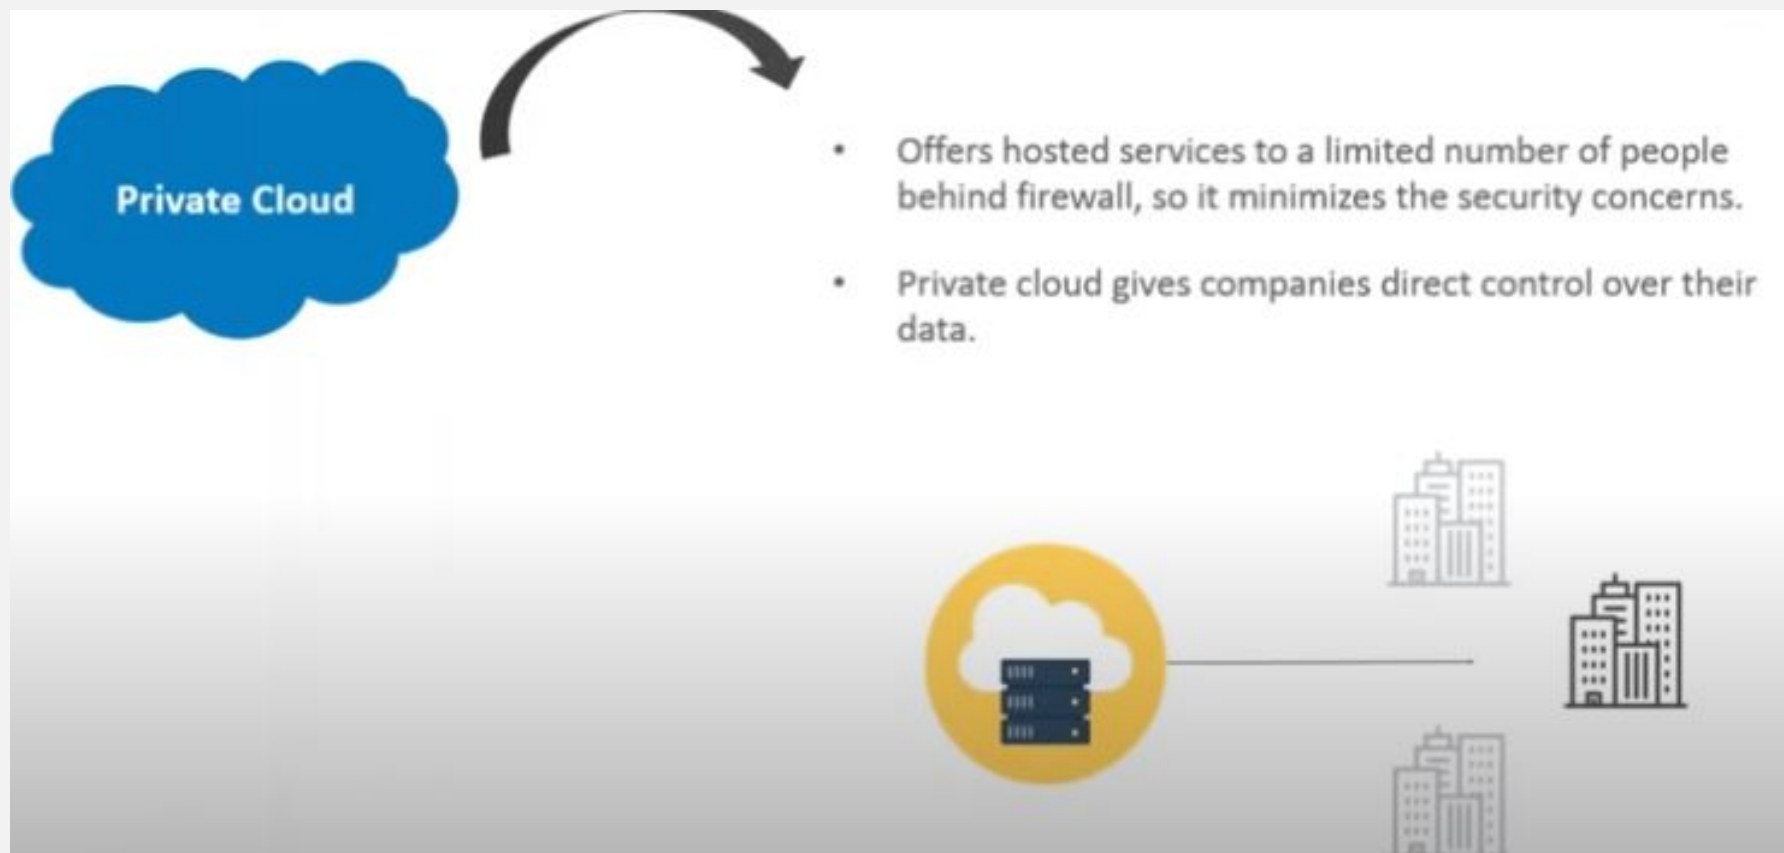 Private Cloud
• Offers hosted services to a limited number of people
behind firewall, so it minimizes the security concerns.
• Private cloud gives companies direct control over their
data.